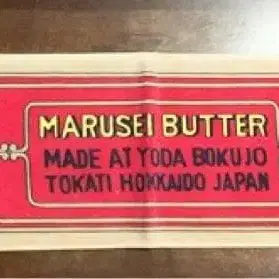 MARUSEI BUTTER
MADE AT YODA BOKUJO
TOKATI HOKKAIDO JAPAN